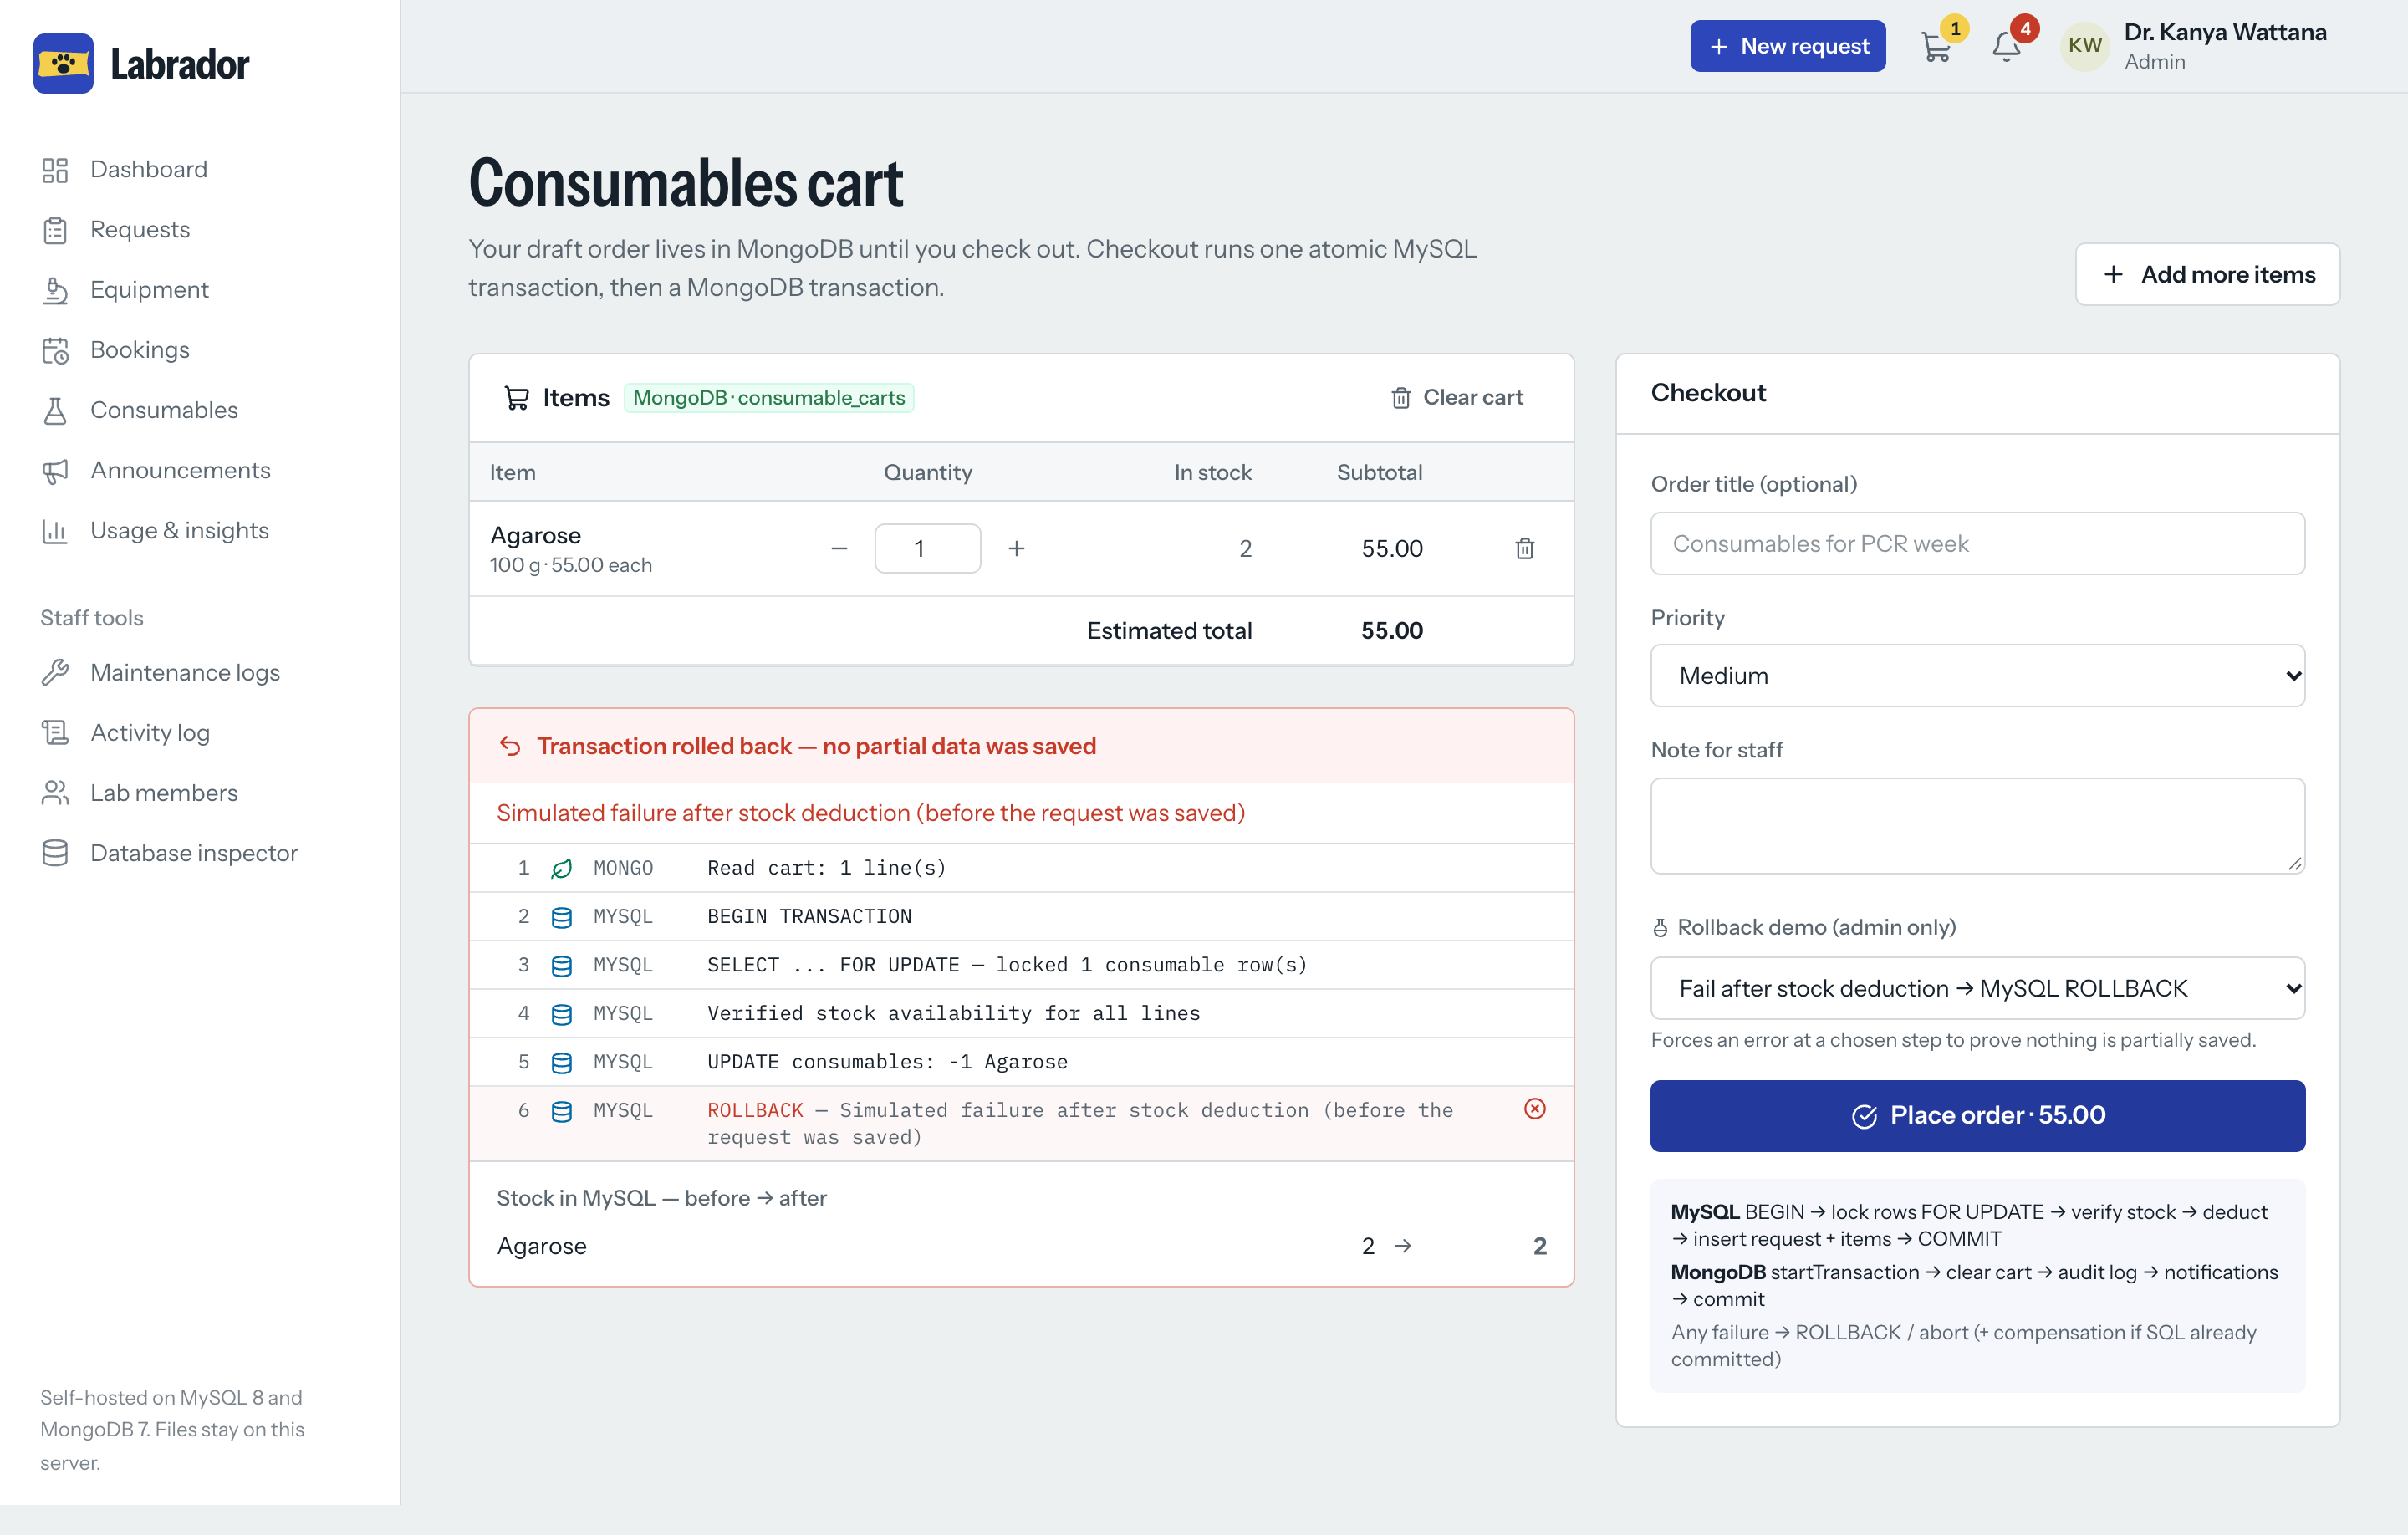 Labrador
Dashboard
Requests
Equipment
Bookings
Consumables
Announcements
Usage & insights
Staff tools
Maintenance logs
Activity log
Lab members
Database inspector
Self-hosted on MySQL 8 and
MongoDB 7. Files stay on this
server.
+ New request
1
4
KW
Dr. Kanya Wattana
Admin
Consumables cart
Your draft order lives in MongoDB until you check out. Checkout runs one atomic MySQL
transaction, then a MongoDB transaction.
+ Add more items
Items MongoDB · consumable_carts Clear cart
Item Quantity In stock Subtotal
Agarose
100 g · 55.00 each
− 1 + 2 55.00
Estimated total 55.00
Transaction rolled back — no partial data was saved
Simulated failure after stock deduction (before the request was saved)
1 MONGO Read cart: 1 line(s)
2 MYSQL BEGIN TRANSACTION
3 MYSQL SELECT ... FOR UPDATE — locked 1 consumable row(s)
4 MYSQL Verified stock availability for all lines
5 MYSQL UPDATE consumables: -1 Agarose
6 MYSQL ROLLBACK — Simulated failure after stock deduction (before the
request was saved)
Stock in MySQL — before → after
Agarose 2 → 2
Checkout
Order title (optional)
Consumables for PCR week
Priority
Medium
Note for staff
Rollback demo (admin only)
Fail after stock deduction → MySQL ROLLBACK
Forces an error at a chosen step to prove nothing is partially saved.
Place order · 55.00
MySQL BEGIN → lock rows FOR UPDATE → verify stock → deduct
→ insert request + items → COMMIT
MongoDB startTransaction → clear cart → audit log → notifications
→ commit
Any failure → ROLLBACK / abort (+ compensation if SQL already
committed)